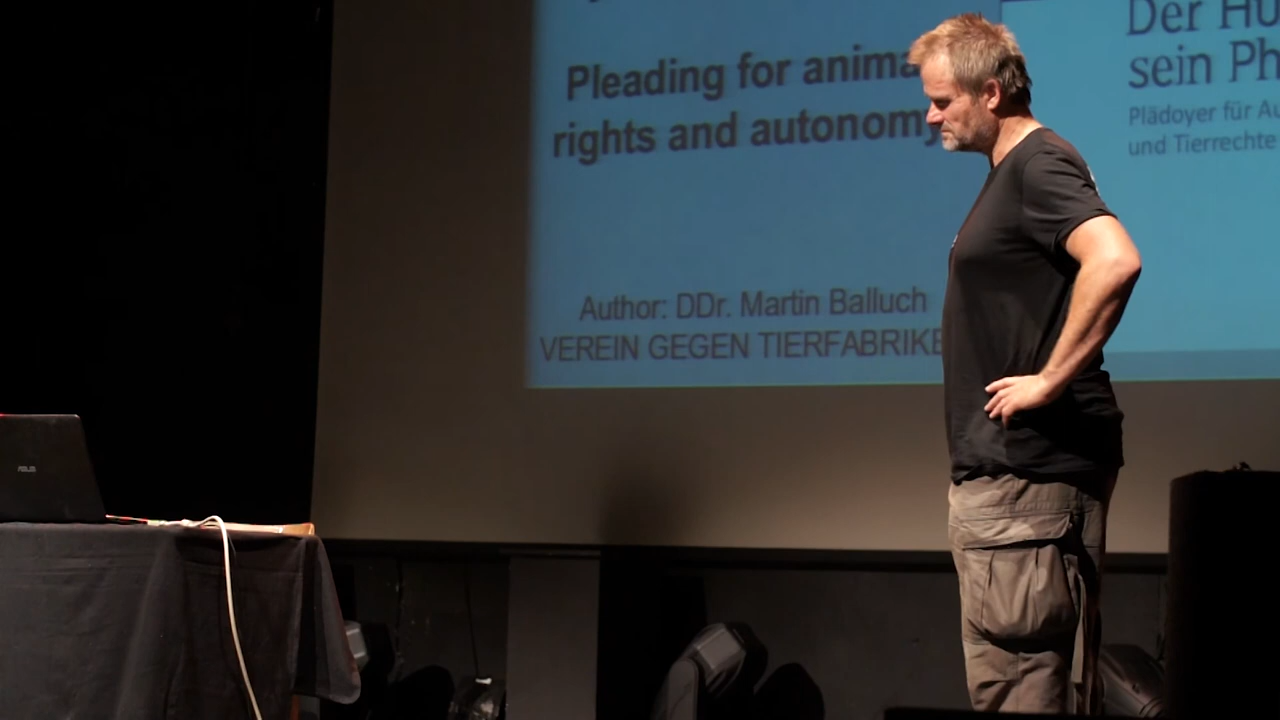 Pleading for anima
rights and autonomy
Author: DDr. Martin Balluch
VEREIN GEGEN TIERFABRIKE
Der Hu
sein Ph
Plädoyer für Au
und Tierrechte
ASUS